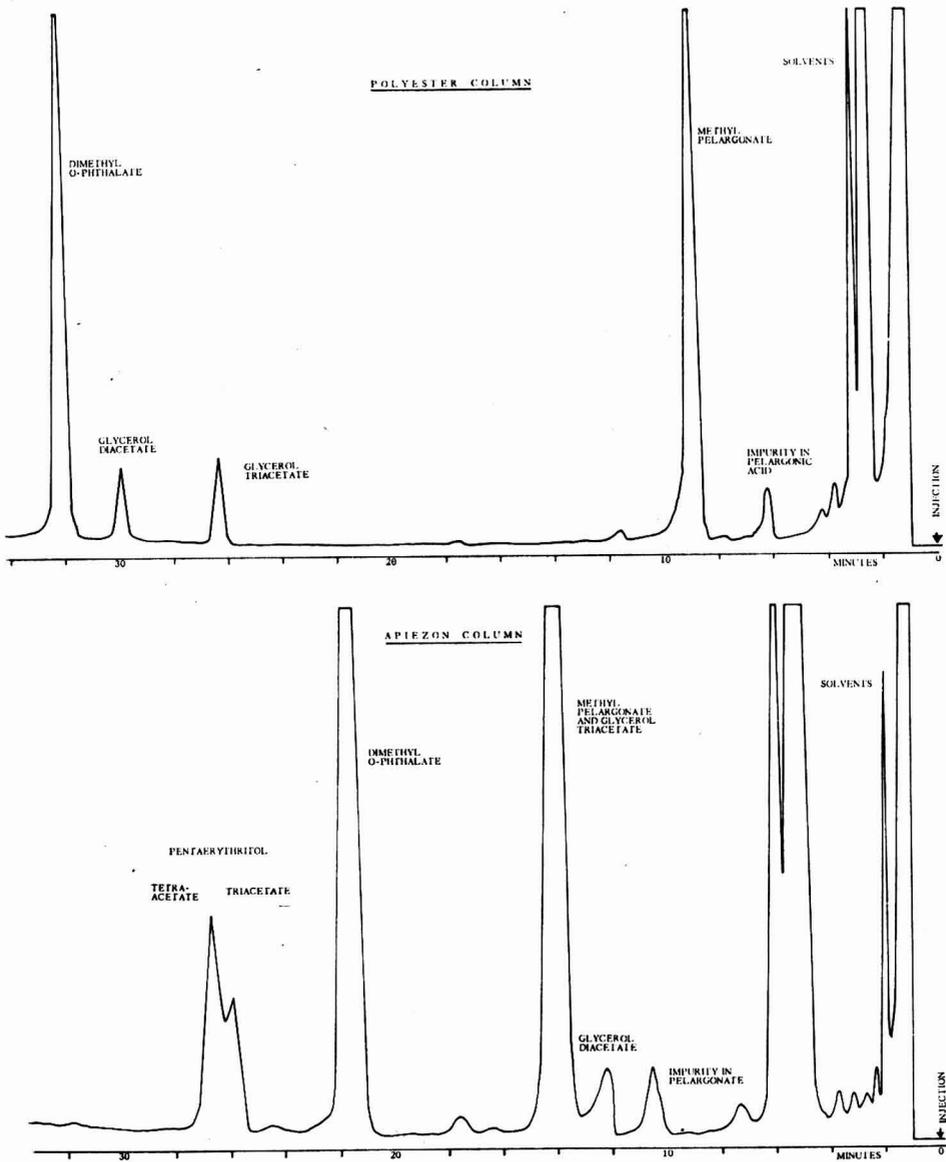 POLYESTER COLUMN
SOLVENTS
METHYL
PELARGONATE
DIMETHYL
O-PHTHALATE
GLYCEROL
DIACETATE
GLYCEROL
TRIACETATE
IMPURITY IN
PELARGONIC
ACID
INJECTION
30
20
10
MINUTES
0
APIEZON COLUMN
SOLVENTS
METHYL
PELARGONATE
AND GLYCEROL
TRIACETATE
DIMETHYL
O-PHTHALATE
PENTAERYTHRITOL
TETRA-
ACETATE
TRIACETATE
GLYCEROL
DIACETATE
IMPURITY IN
PELARGONATE
INJECTION
30
20
10
MINUTES
0